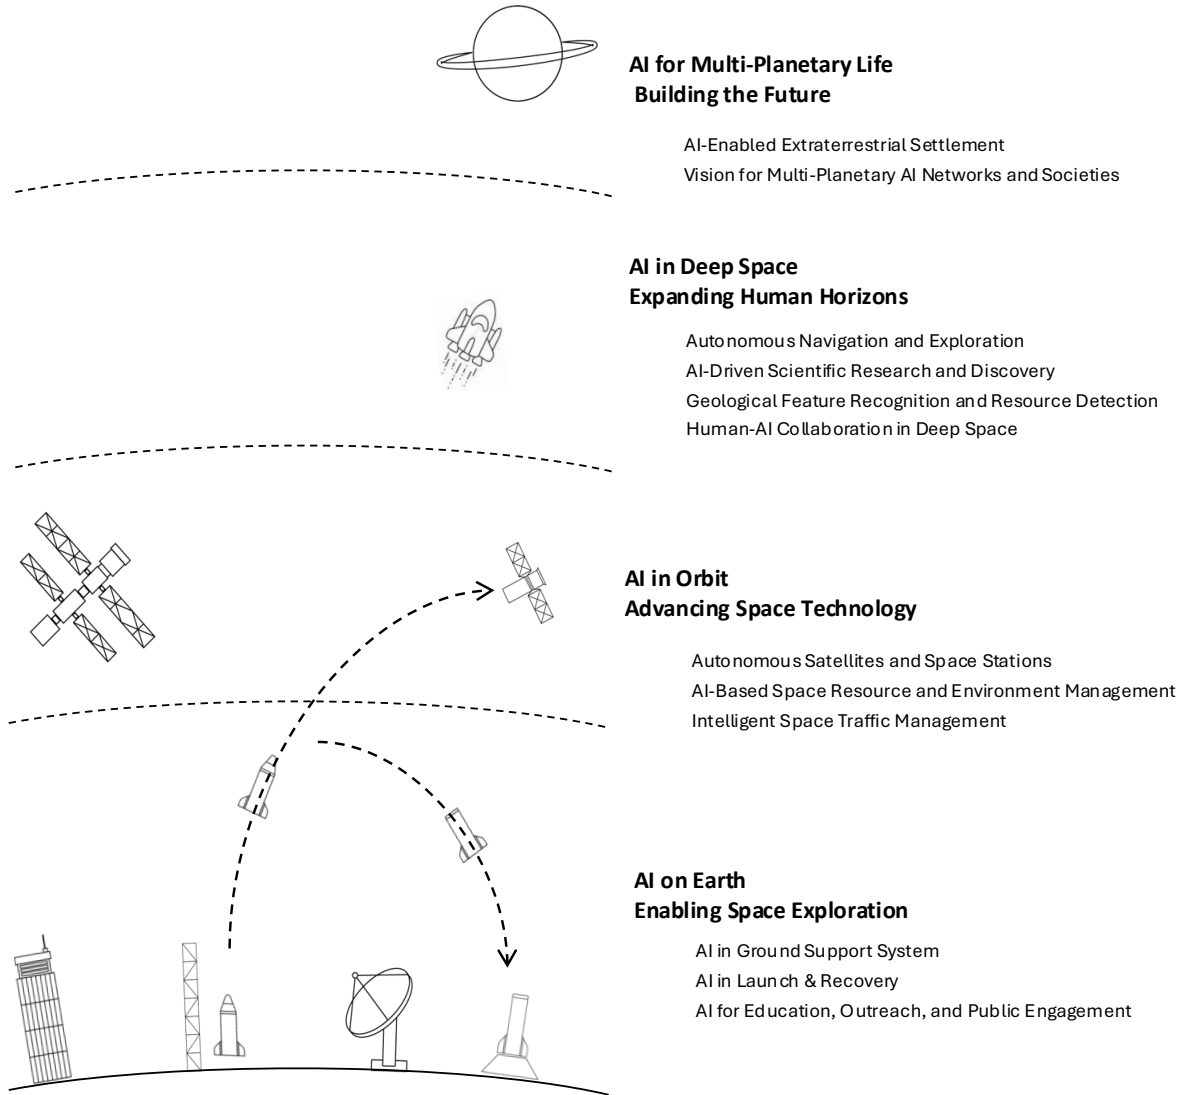 AI for Multi-Planetary Life
Building the Future
AI-Enabled Extraterrestrial Settlement
Vision for Multi-Planetary AI Networks and Societies
AI in Deep Space
Expanding Human Horizons
Autonomous Navigation and Exploration
AI-Driven Scientific Research and Discovery
Geological Feature Recognition and Resource Detection
Human-AI Collaboration in Deep Space
AI in Orbit
Advancing Space Technology
Autonomous Satellites and Space Stations
AI-Based Space Resource and Environment Management
Intelligent Space Traffic Management
AI on Earth
Enabling Space Exploration
AI in Ground Support System
AI in Launch & Recovery
AI for Education, Outreach, and Public Engagement